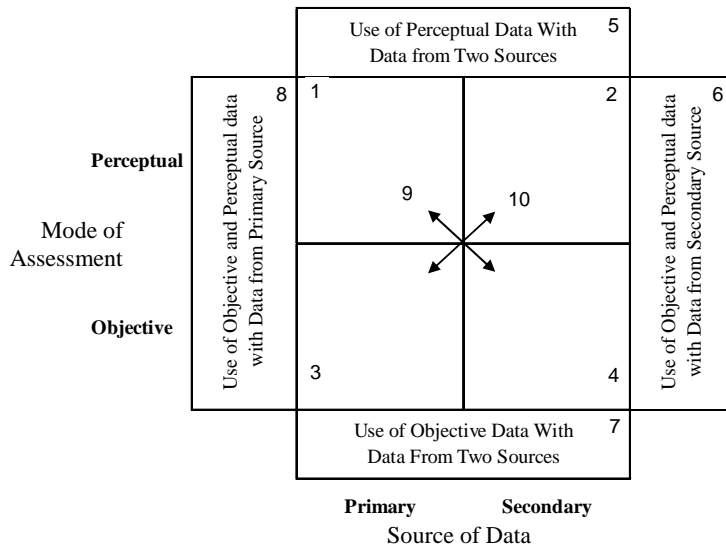 Use of Perceptual Data With
Data from Two Sources
5
8
1
2
6
Use of Objective and Perceptual data
with Data from Primary Source
Use of Objective and Perceptual data
with Data from Secondary Source
Perceptual
9
10
Mode of
Assessment
Objective
3
4
Use of Objective Data With
Data From Two Sources
7
Primary
Secondary
Source of Data